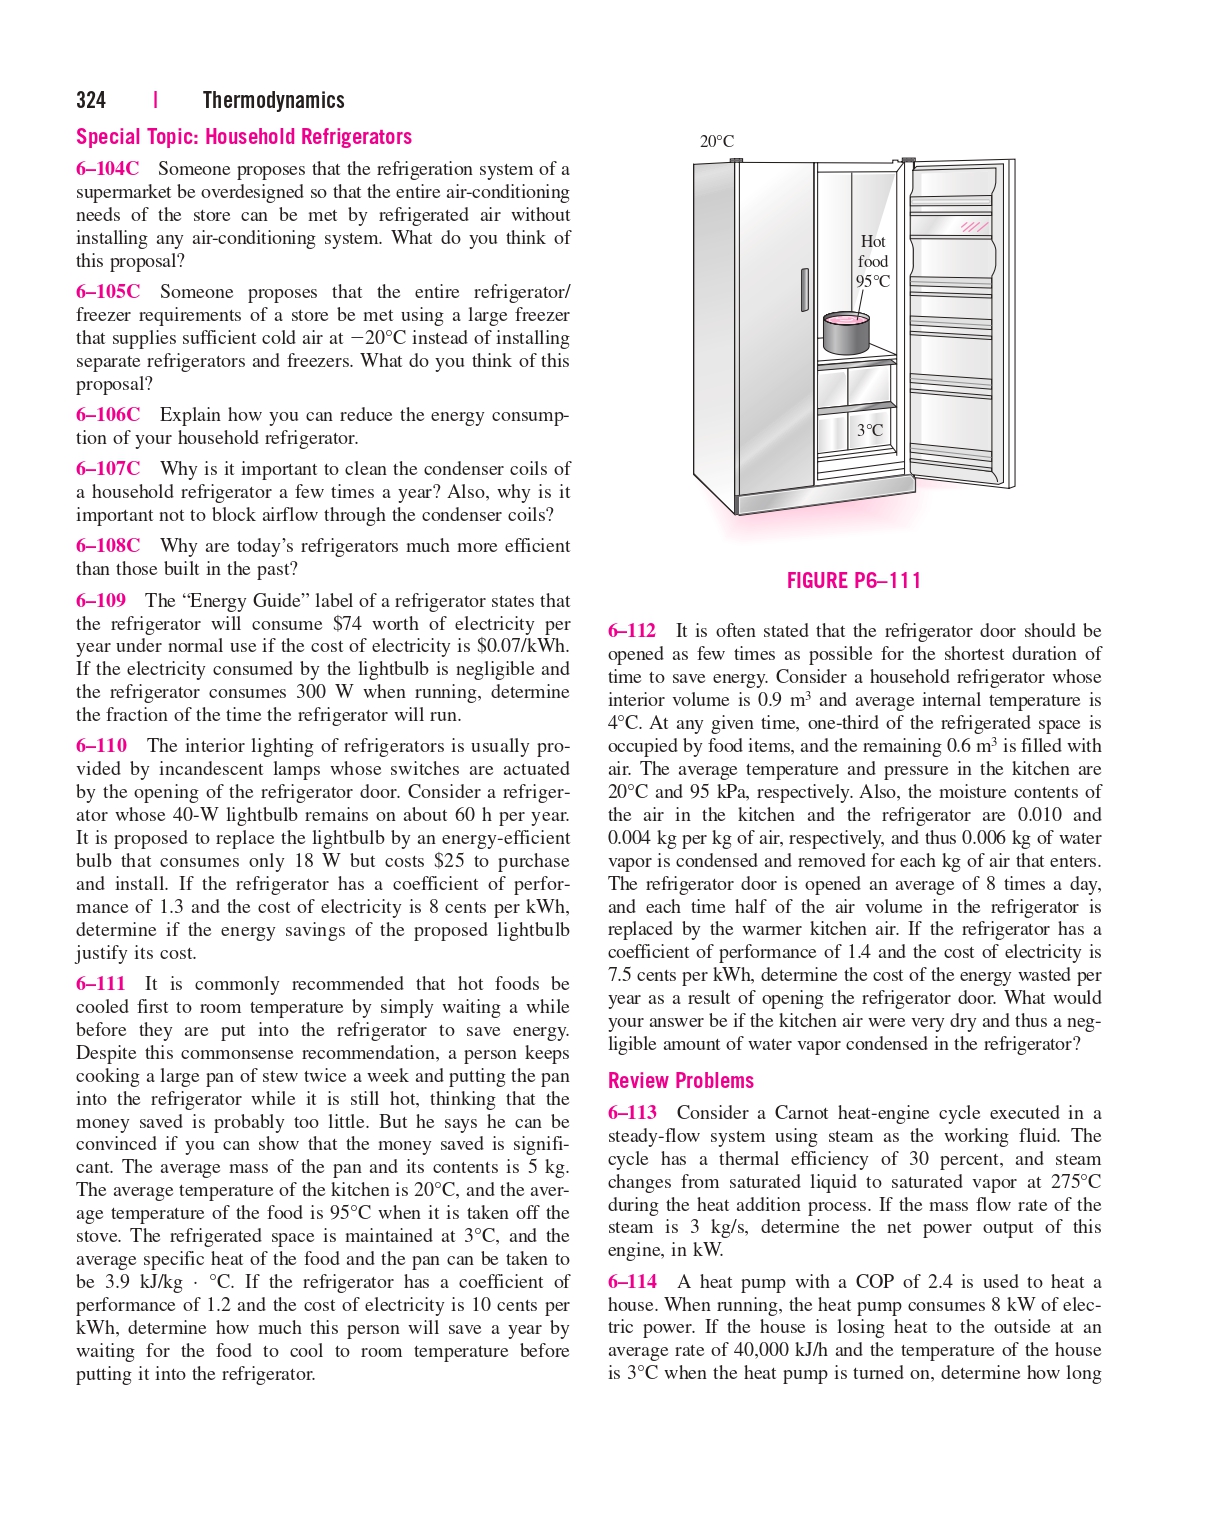 324 | Thermodynamics
Special Topic: Household Refrigerators
6–104C Someone proposes that the refrigeration system of a
supermarket be overdesigned so that the entire air-conditioning
needs of the store can be met by refrigerated air without
installing any air-conditioning system. What do you think of
this proposal?
6–105C Someone proposes that the entire refrigerator/
freezer requirements of a store be met using a large freezer
that supplies sufficient cold air at −20°C instead of installing
separate refrigerators and freezers. What do you think of this
proposal?
6–106C Explain how you can reduce the energy consump-
tion of your household refrigerator.
6–107C Why is it important to clean the condenser coils of
a household refrigerator a few times a year? Also, why is it
important not to block airflow through the condenser coils?
6–108C Why are today's refrigerators much more efficient
than those built in the past?
6–109 The “Energy Guide” label of a refrigerator states that
the refrigerator will consume $74 worth of electricity per
year under normal use if the cost of electricity is $0.07/kWh.
If the electricity consumed by the lightbulb is negligible and
the refrigerator consumes 300 W when running, determine
the fraction of the time the refrigerator will run.
6–110 The interior lighting of refrigerators is usually pro-
vided by incandescent lamps whose switches are actuated
by the opening of the refrigerator door. Consider a refriger-
ator whose 40-W lightbulb remains on about 60 h per year.
It is proposed to replace the lightbulb by an energy-efficient
bulb that consumes only 18 W but costs $25 to purchase
and install. If the refrigerator has a coefficient of perfor-
mance of 1.3 and the cost of electricity is 8 cents per kWh,
determine if the energy savings of the proposed lightbulb
justify its cost.
6–111 It is commonly recommended that hot foods be
cooled first to room temperature by simply waiting a while
before they are put into the refrigerator to save energy.
Despite this commonsense recommendation, a person keeps
cooking a large pan of stew twice a week and putting the pan
into the refrigerator while it is still hot, thinking that the
money saved is probably too little. But he says he can be
convinced if you can show that the money saved is signifi-
cant. The average mass of the pan and its contents is 5 kg.
The average temperature of the kitchen is 20°C, and the aver-
age temperature of the food is 95°C when it is taken off the
stove. The refrigerated space is maintained at 3°C, and the
average specific heat of the food and the pan can be taken to
be 3.9 kJ/kg · °C. If the refrigerator has a coefficient of
performance of 1.2 and the cost of electricity is 10 cents per
kWh, determine how much this person will save a year by
waiting for the food to cool to room temperature before
putting it into the refrigerator.
20°C
Hot
food
95°C
3°C
FIGURE P6–111
6–112 It is often stated that the refrigerator door should be
opened as few times as possible for the shortest duration of
time to save energy. Consider a household refrigerator whose
interior volume is 0.9 m³ and average internal temperature is
4°C. At any given time, one-third of the refrigerated space is
occupied by food items, and the remaining 0.6 m³ is filled with
air. The average temperature and pressure in the kitchen are
20°C and 95 kPa, respectively. Also, the moisture contents of
the air in the kitchen and the refrigerator are 0.010 and
0.004 kg per kg of air, respectively, and thus 0.006 kg of water
vapor is condensed and removed for each kg of air that enters.
The refrigerator door is opened an average of 8 times a day,
and each time half of the air volume in the refrigerator is
replaced by the warmer kitchen air. If the refrigerator has a
coefficient of performance of 1.4 and the cost of electricity is
7.5 cents per kWh, determine the cost of the energy wasted per
year as a result of opening the refrigerator door. What would
your answer be if the kitchen air were very dry and thus a neg-
ligible amount of water vapor condensed in the refrigerator?
Review Problems
6–113 Consider a Carnot heat-engine cycle executed in a
steady-flow system using steam as the working fluid. The
cycle has a thermal efficiency of 30 percent, and steam
changes from saturated liquid to saturated vapor at 275°C
during the heat addition process. If the mass flow rate of the
steam is 3 kg/s, determine the net power output of this
engine, in kW.
6–114 A heat pump with a COP of 2.4 is used to heat a
house. When running, the heat pump consumes 8 kW of elec-
tric power. If the house is losing heat to the outside at an
average rate of 40,000 kJ/h and the temperature of the house
is 3°C when the heat pump is turned on, determine how long